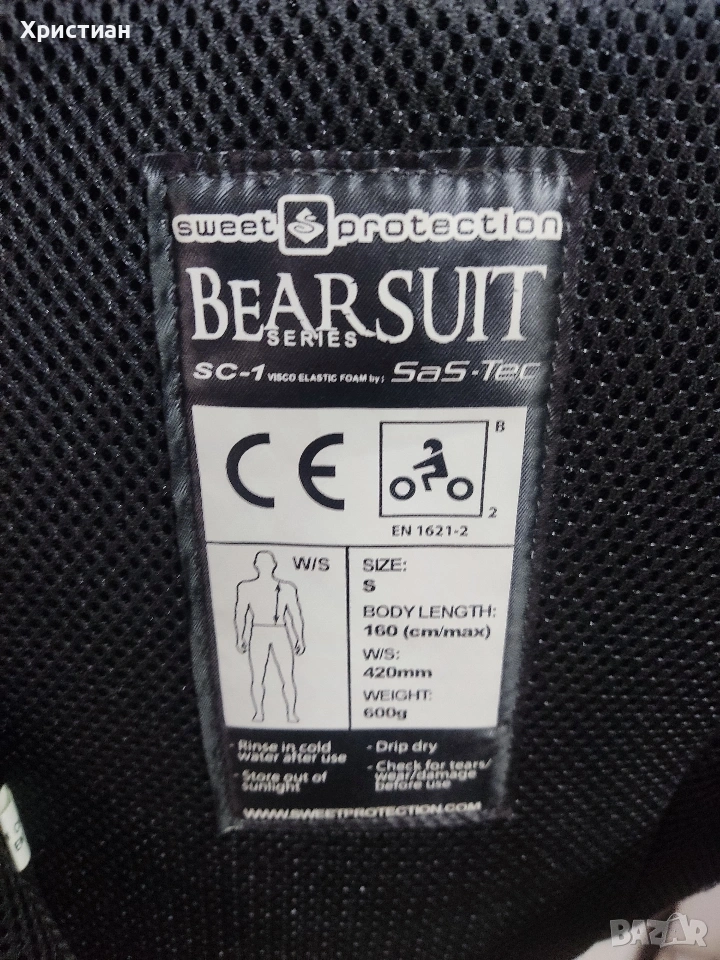 Христиан
sweet protection
BEARSUIT
SERIES
SC-1 VISCO ELASTIC FOAM by: SaS-Tec
CE
B
2
EN 1621-2
W/S
SIZE:
S
BODY LENGTH:
160 (cm/max)
W/S:
420mm
WEIGHT:
600g
- Rinse in cold
water after use
- Store out of
sunlight
- Drip dry
- Check for tears/
wear/damage
before use
WWW.SWEETPROTECTION.COM
BAZAR